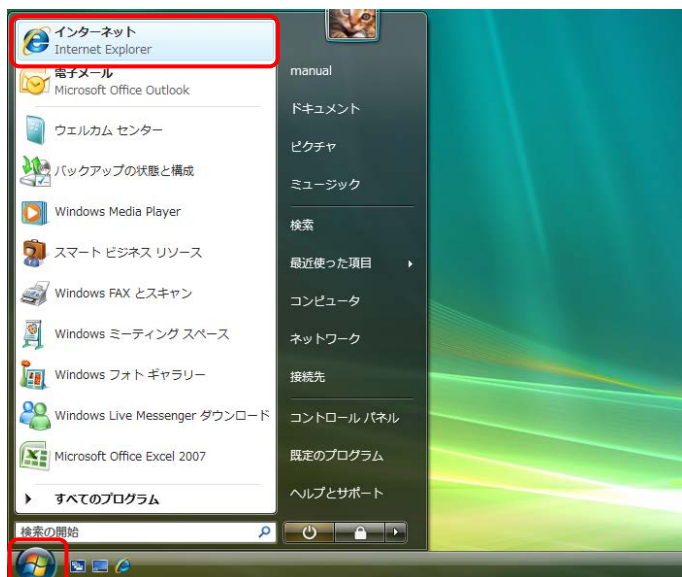 インターネット
Internet Explorer
電子メール
Microsoft Office Outlook
ウェルカム センター
バックアップの状態と構成
Windows Media Player
スマート ビジネス リソース
Windows FAX とスキャン
Windows ミーティング スペース
Windows フォト ギャラリー
Windows Live Messenger ダウンロード
Microsoft Office Excel 2007
すべてのプログラム
検索の開始
manual
ドキュメント
ピクチャ
ミュージック
検索
最近使った項目
コンピュータ
ネットワーク
接続先
コントロール パネル
既定のプログラム
ヘルプとサポート